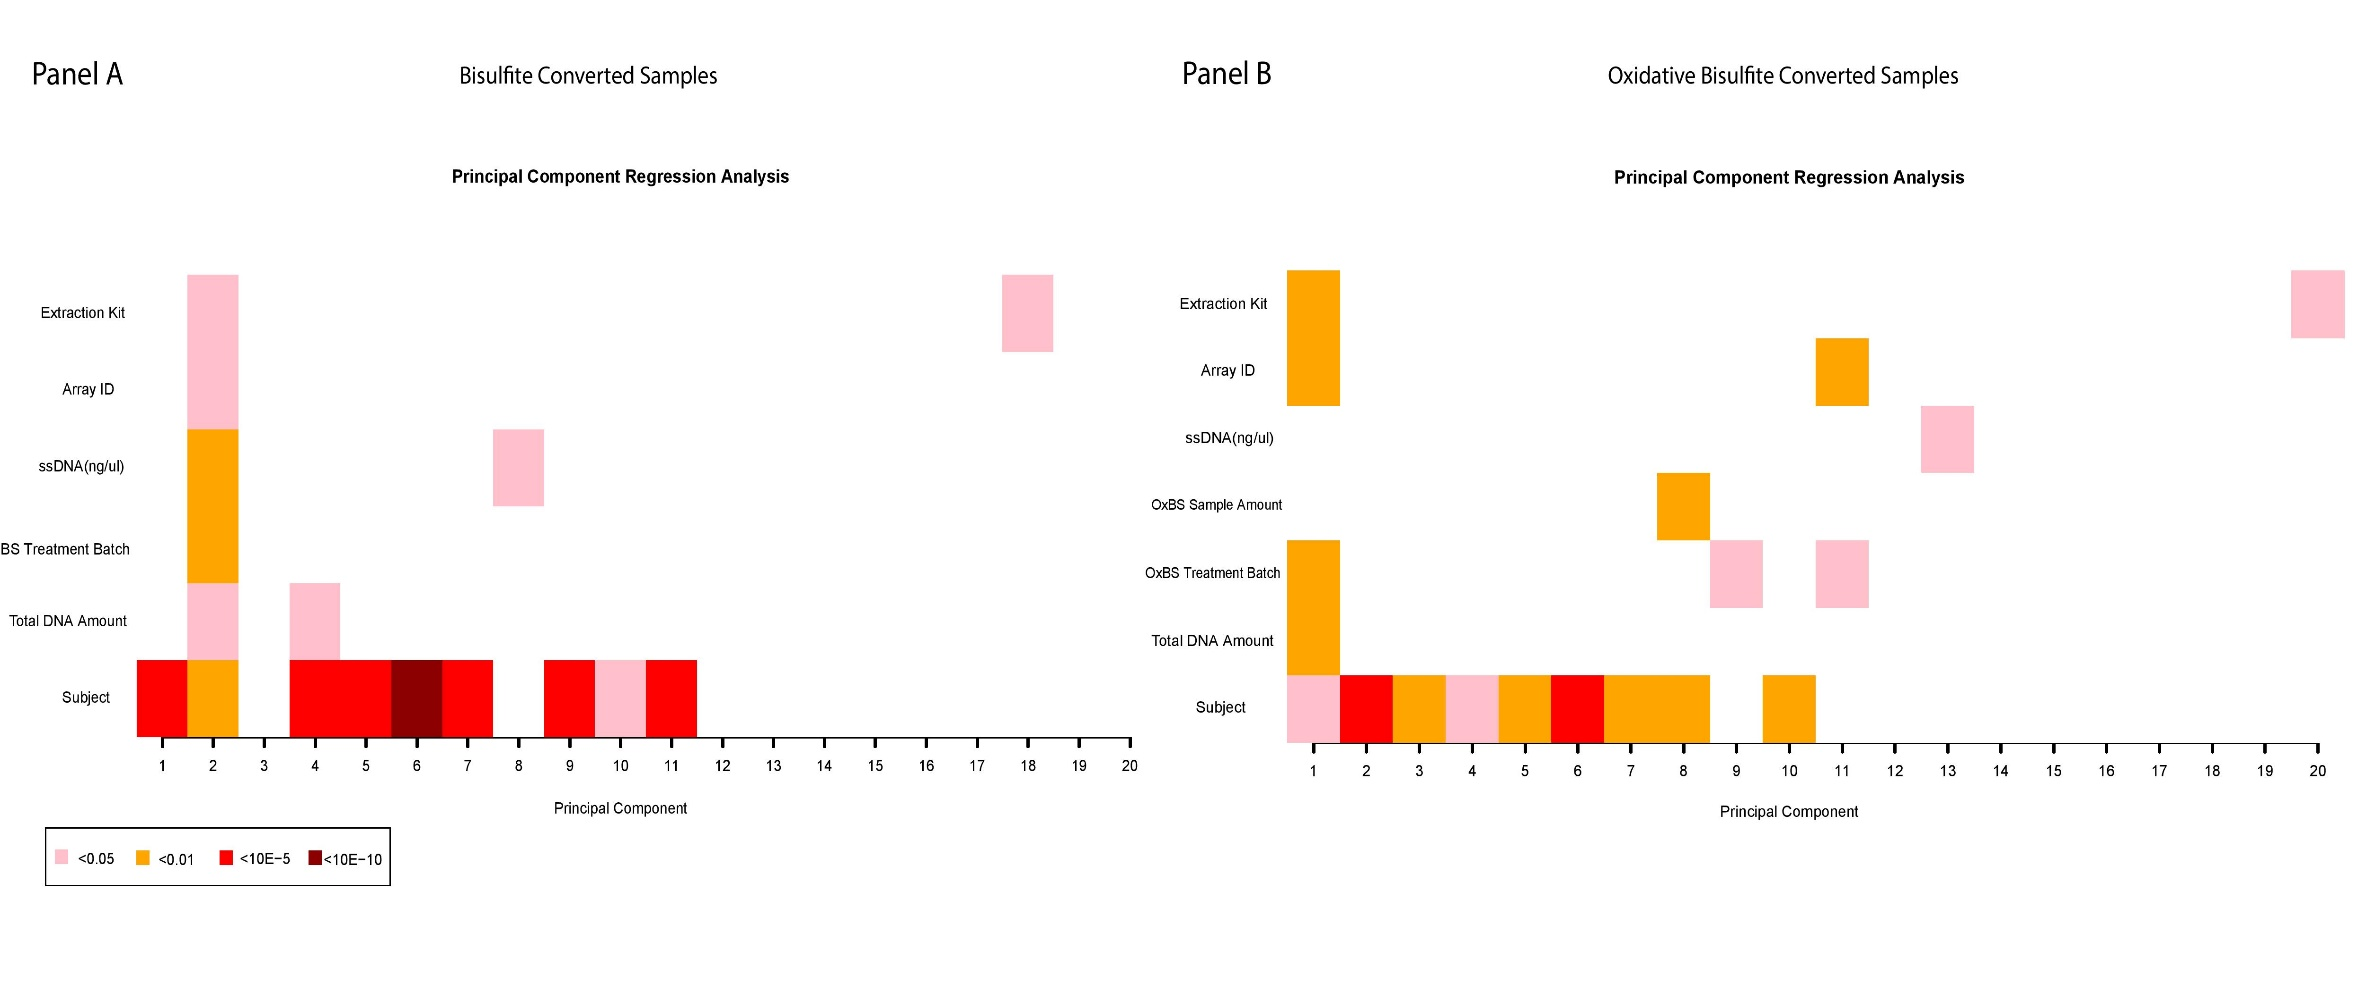 Panel A
Bisulfite Converted Samples
Principal Component Regression Analysis
Extraction Kit
Array ID
ssDNA(ng/ul)
BS Treatment Batch
Total DNA Amount
Subject
1 2 3 4 5 6 7 8 9 10 11 12 13 14 15 16 17 18 19 20
Principal Component
<0.05 <0.01 <10E−5 <10E−10
Panel B
Oxidative Bisulfite Converted Samples
Principal Component Regression Analysis
Extraction Kit
Array ID
ssDNA(ng/ul)
OxBS Sample Amount
OxBS Treatment Batch
Total DNA Amount
Subject
1 2 3 4 5 6 7 8 9 10 11 12 13 14 15 16 17 18 19 20
Principal Component